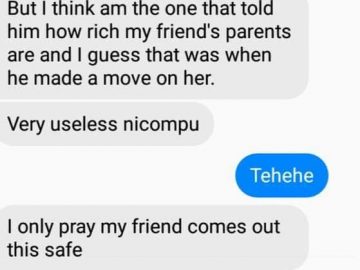 But I think am the one that told
him how rich my friend's parents
are and I guess that was when
he made a move on her.
Very useless nicompu
Tehehe
I only pray my friend comes out
this safe